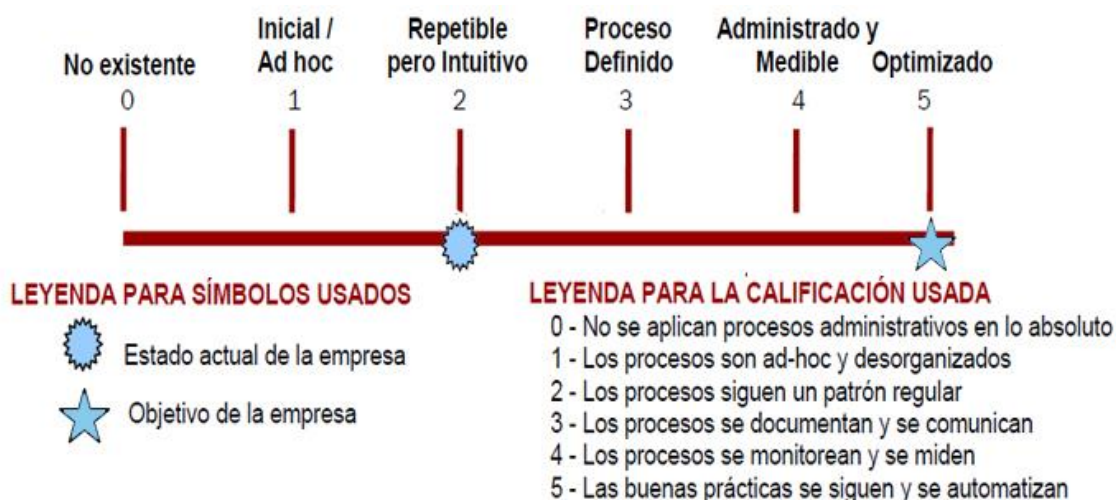 No existente
0
Inicial /
Ad hoc
1
Repetible
pero Intuitivo
2
Proceso
Definido
3
Administrado y
Medible
4
Optimizado
5
LEYENDA PARA SÍMBOLOS USADOS
Estado actual de la empresa
Objetivo de la empresa
LEYENDA PARA LA CALIFICACIÓN USADA
0 - No se aplican procesos administrativos en lo absoluto
1 - Los procesos son ad-hoc y desorganizados
2 - Los procesos siguen un patrón regular
3 - Los procesos se documentan y se comunican
4 - Los procesos se monitorean y se miden
5 - Las buenas prácticas se siguen y se automatizan